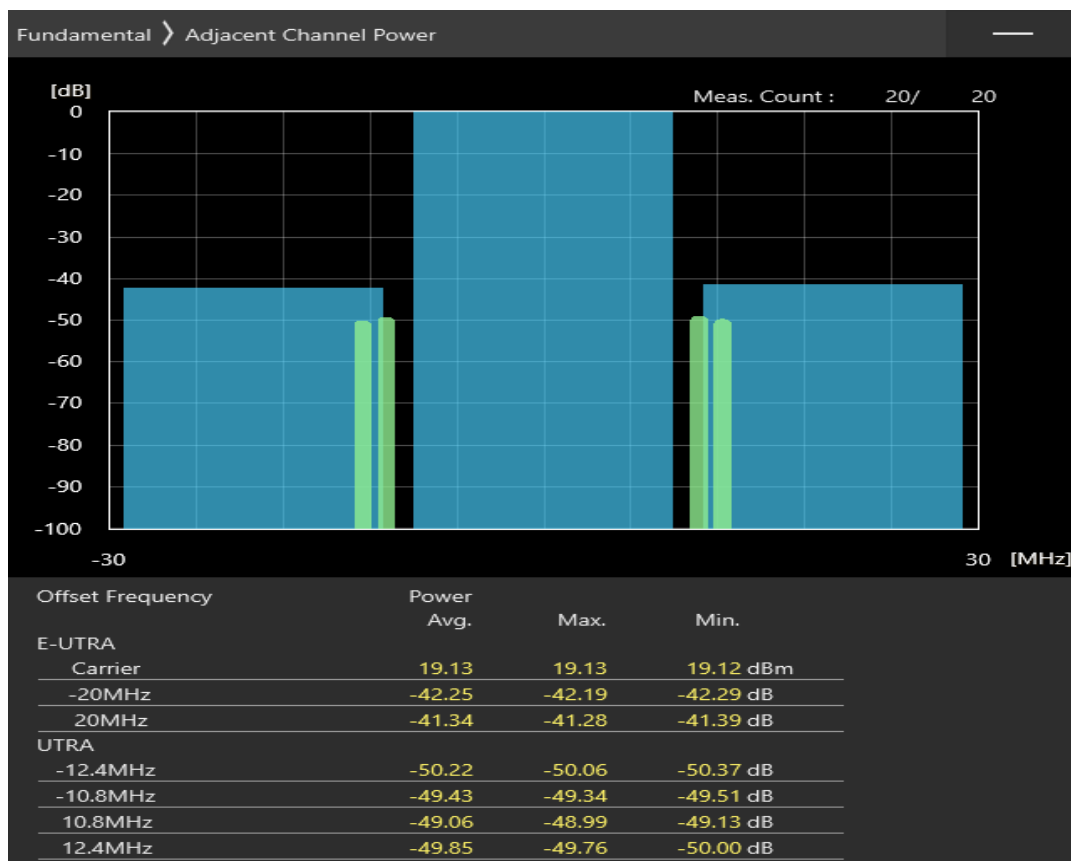 Fundamental ❯ Adjacent Channel Power
[dB]
Meas. Count : 20/ 20
0
-10
-20
-30
-40
-50
-60
-70
-80
-90
-100
-30 30 [MHz]
Offset Frequency Power
Avg. Max. Min.
E-UTRA
Carrier 19.13 19.13 19.12 dBm
-20MHz -42.25 -42.19 -42.29 dB
20MHz -41.34 -41.28 -41.39 dB
UTRA
-12.4MHz -50.22 -50.06 -50.37 dB
-10.8MHz -49.43 -49.34 -49.51 dB
10.8MHz -49.06 -48.99 -49.13 dB
12.4MHz -49.85 -49.76 -50.00 dB